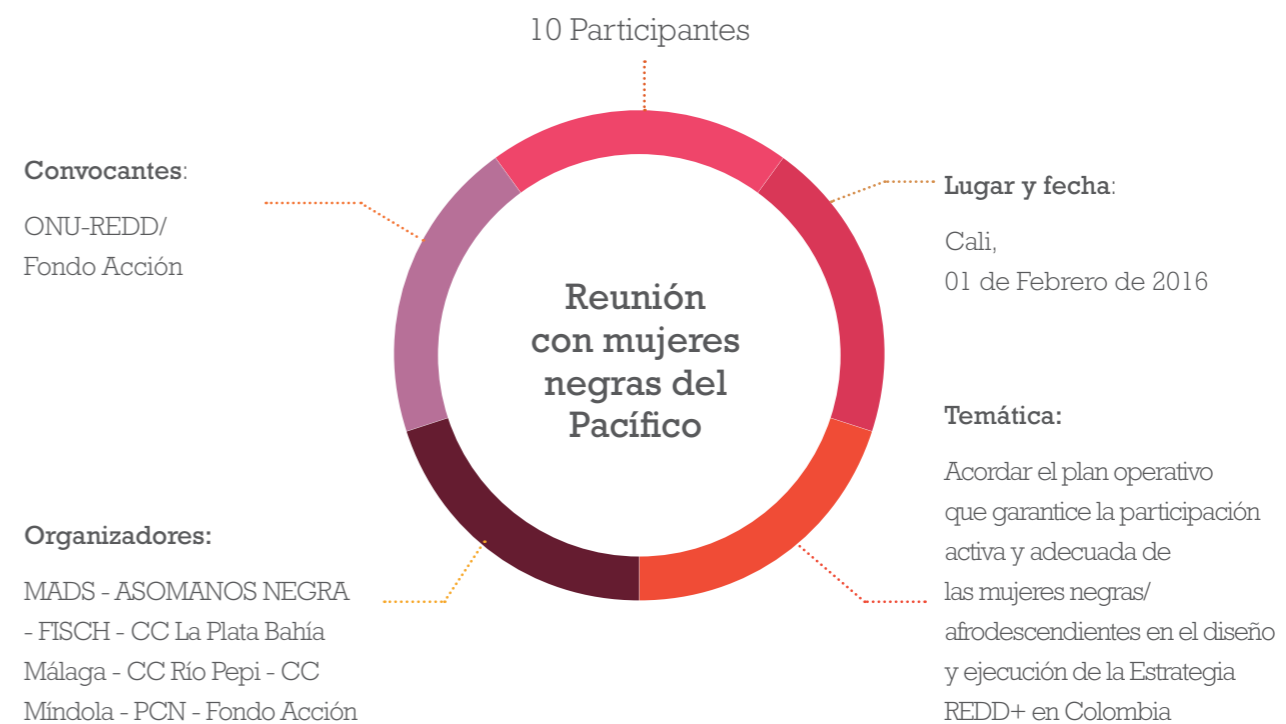 10 Participantes
Convocantes:
ONU-REDD/
Fondo Acción
Lugar y fecha:
Cali,
01 de Febrero de 2016
Reunión
con mujeres
negras del
Pacífico
Temática:
Acordar el plan operativo
que garantice la participación
activa y adecuada de
las mujeres negras/
afrodescendientes en el diseño
y ejecución de la Estrategia
REDD+ en Colombia
Organizadores:
MADS - ASOMANOS NEGRA
- FISCH - CC La Plata Bahía
Málaga - CC Río Pepi - CC
Míndola - PCN - Fondo Acción